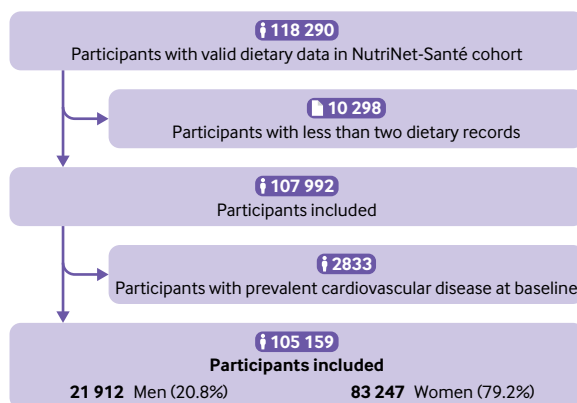 118 290
Participants with valid dietary data in NutriNet-Santé cohort
10 298
Participants with less than two dietary records
107 992
Participants included
2833
Participants with prevalent cardiovascular disease at baseline
105 159
Participants included
21 912 Men (20.8%) 83 247 Women (79.2%)